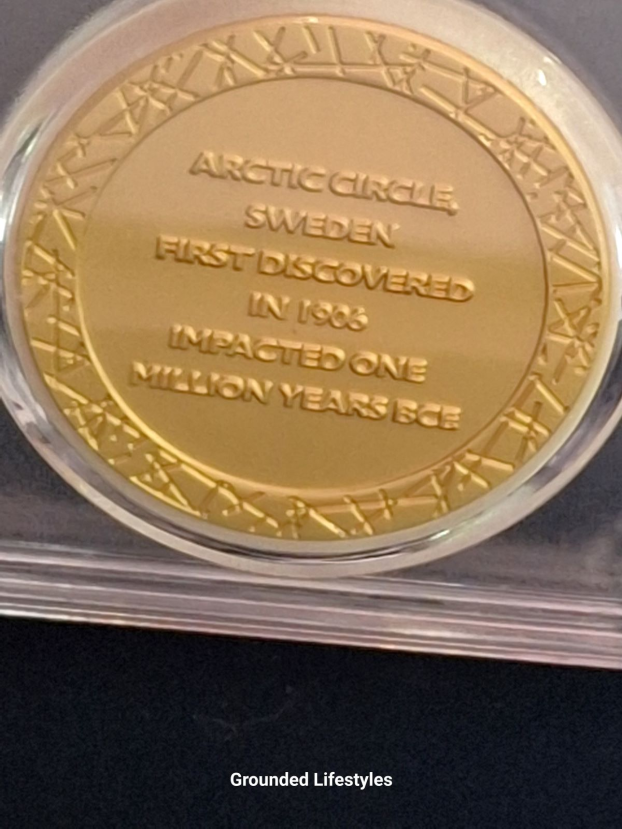 ARCTIC CIRCLE,
SWEDEN
FIRST DISCOVERED
IN 1906
IMPACTED ONE
MILLION YEARS BCE
Grounded Lifestyles